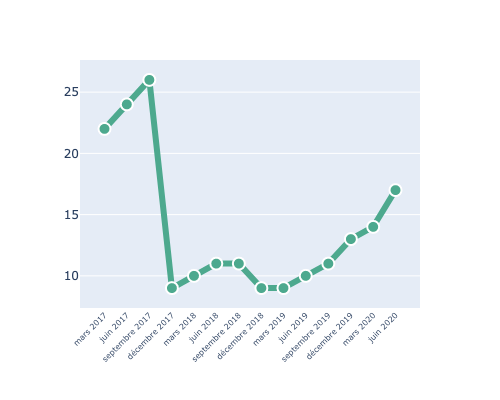 25
20
15
10
mars 2017
juin 2017
septembre 2017
décembre 2017
mars 2018
juin 2018
septembre 2018
décembre 2018
mars 2019
juin 2019
septembre 2019
décembre 2019
mars 2020
juin 2020